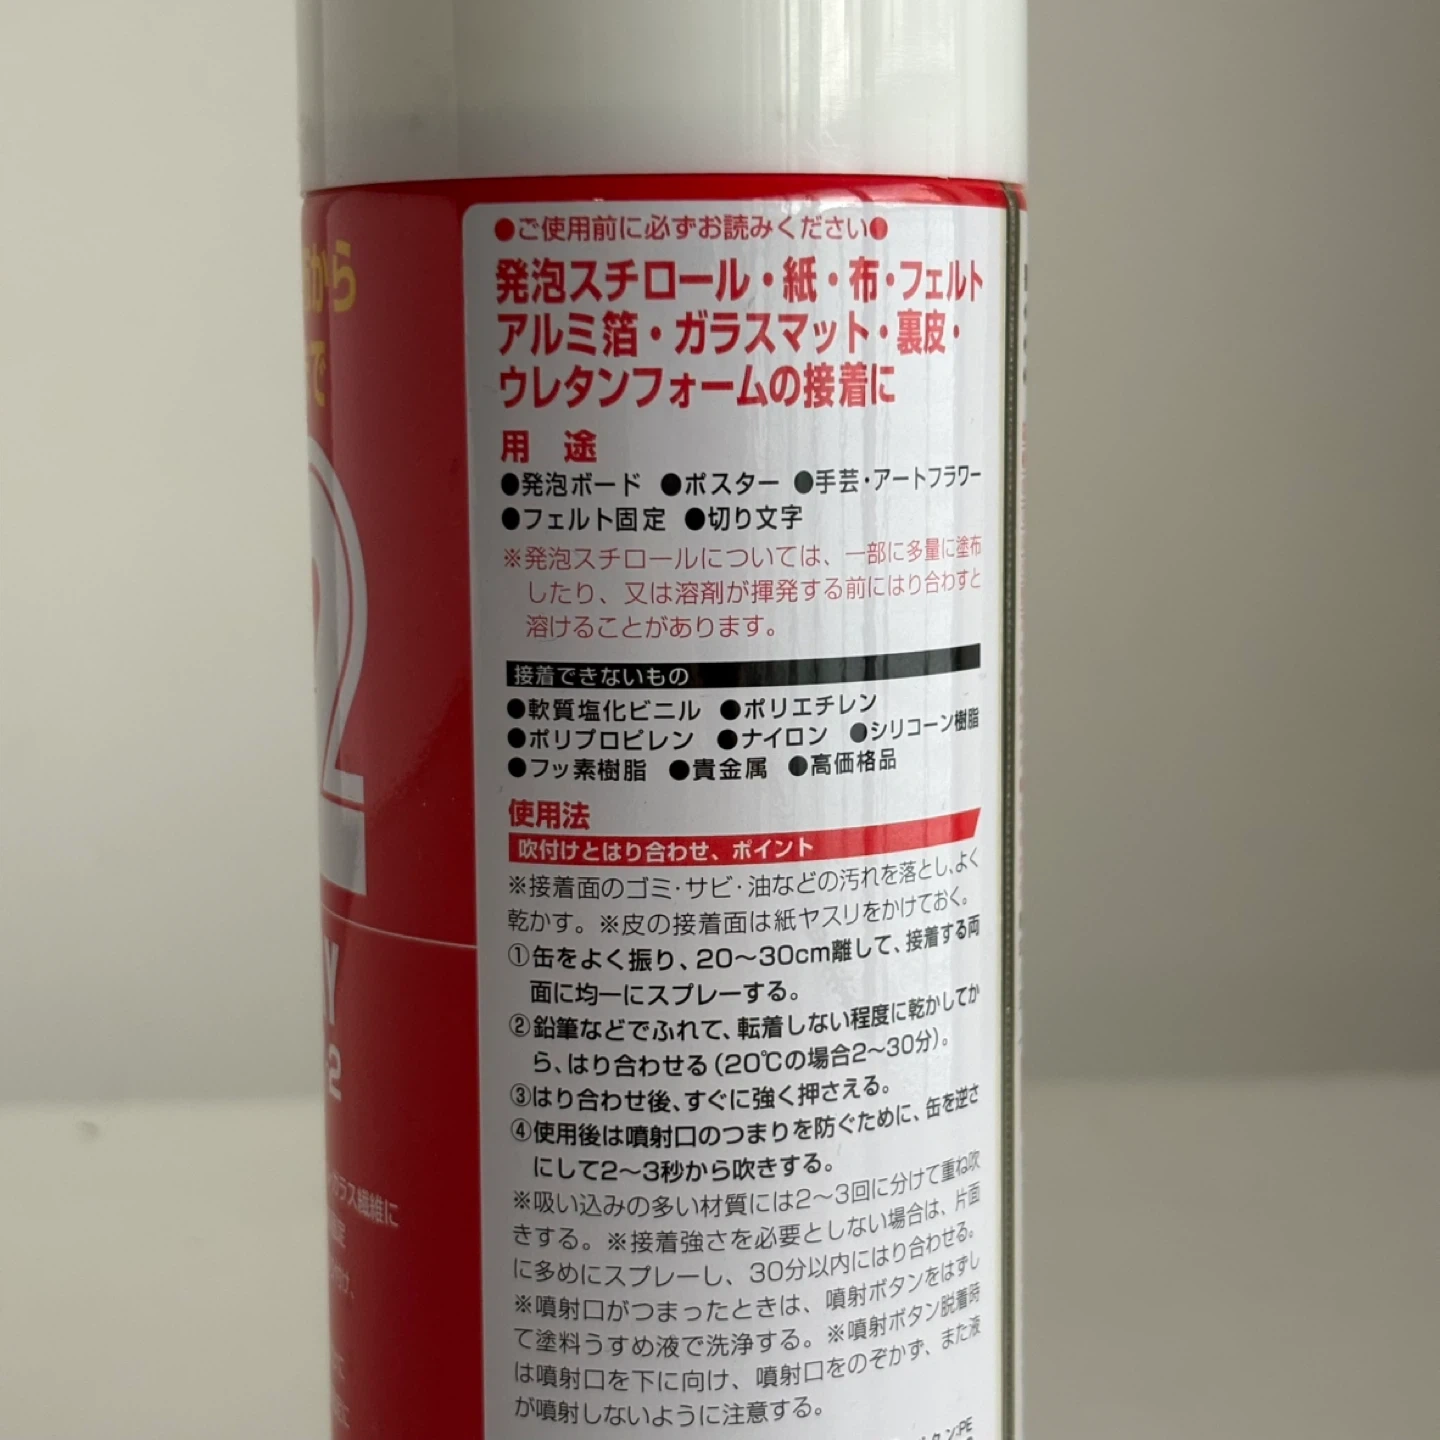 ●ご使用前に必ずお読みください●
発泡スチロール・紙・布・フェルト
アルミ箔・ガラスマット・裏皮・
ウレタンフォームの接着に
用 途
●発泡ボード ●ポスター ●手芸・アートフラワー
●フェルト固定 ●切り文字
※発泡スチロールについては、一部に多量に塗布
したり、又は溶剤が揮発する前にはり合わすと
溶けることがあります。
接着できないもの
●軟質塩化ビニル ●ポリエチレン
●ポリプロピレン ●ナイロン ●シリコーン樹脂
●フッ素樹脂 ●貴金属 ●高価格品
使用法
吹付けとはり合わせ、ポイント
※接着面のゴミ・サビ・油などの汚れを落とし、よく
乾かす。※皮の接着面は紙ヤスリをかけておく。
①缶をよく振り、20〜30cm離して、接着する両
面に均一にスプレーする。
②鉛筆などでふれて、転着しない程度に乾かしてか
ら、はり合わせる（20℃の場合2〜30分）。
③はり合わせ後、すぐに強く押さえる。
④使用後は噴射口のつまりを防ぐために、缶を逆さ
にして2〜3秒から吹きする。
※吸い込みの多い材質には2〜3回に分けて重ね吹
きする。※接着強さを必要としない場合は、片面
に多めにスプレーし、30分以内にはり合わせる。
※噴射口がつまったときは、噴射ボタンをはずし
て塗料うすめ液で洗浄する。※噴射ボタン脱着時
は噴射口を下に向け、噴射口をのぞかず、また液
が噴射しないように注意する。
から
で
2
Y
-2
ガラス繊維に
固定
:PE